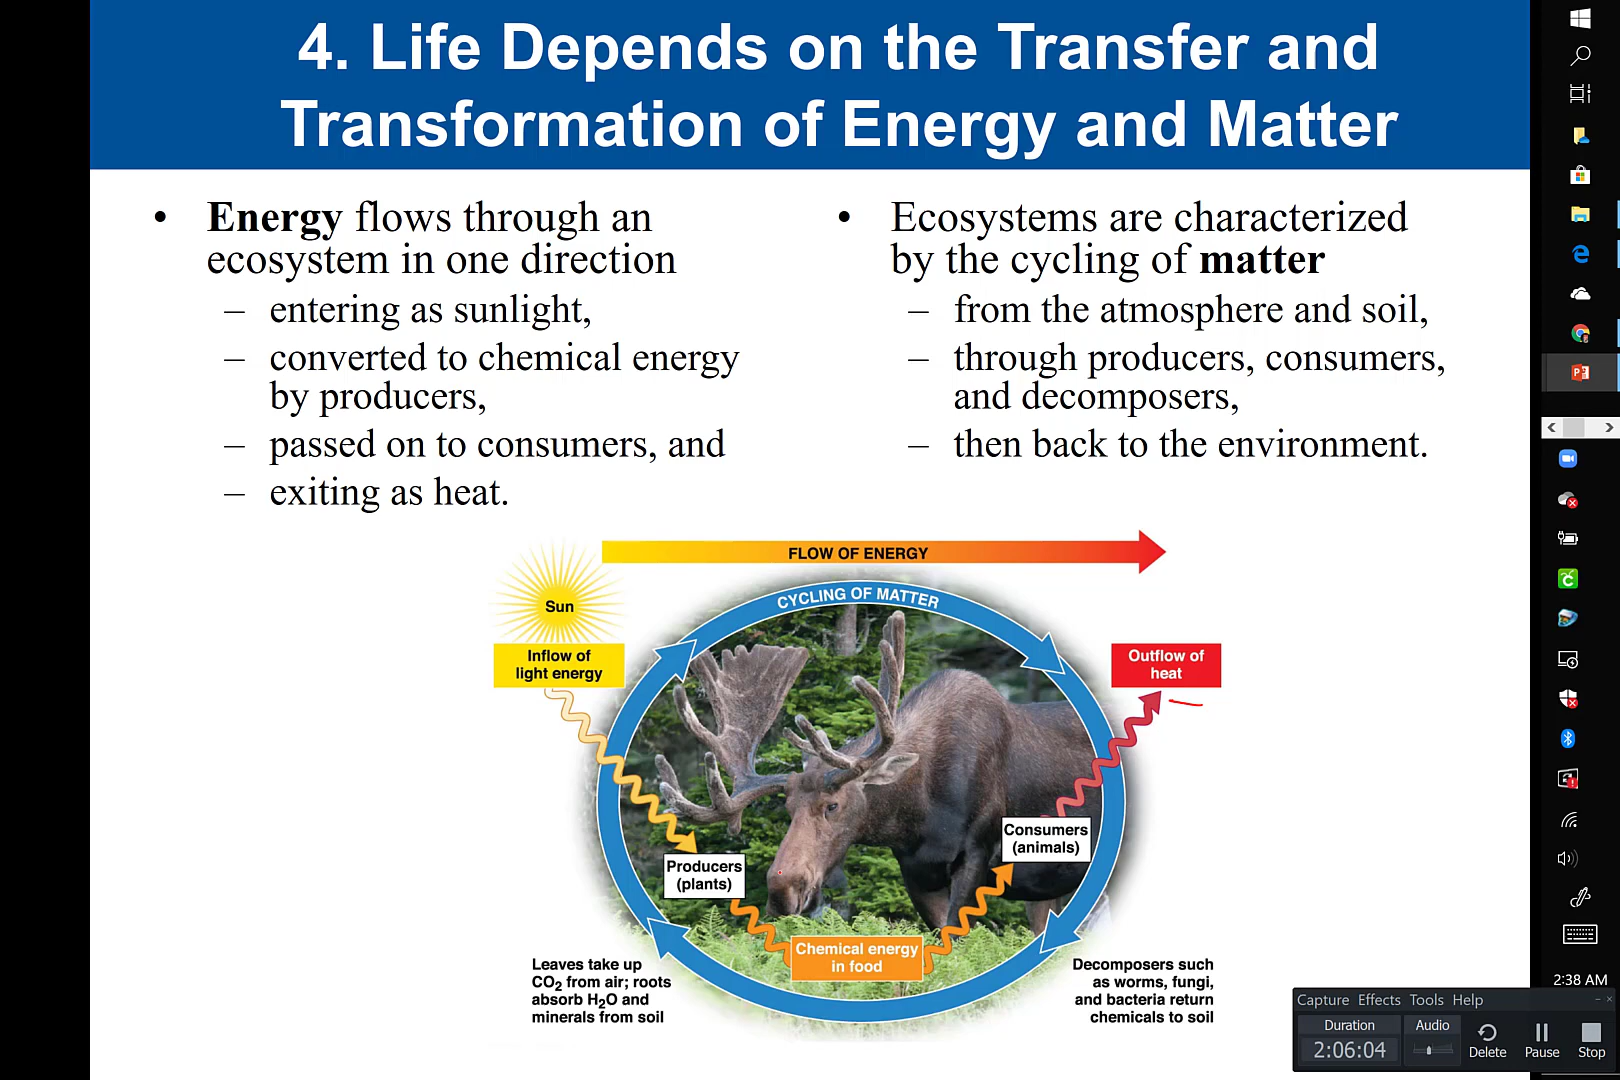 4. Life Depends on the Transfer and
Transformation of Energy and Matter
• Energy flows through an
ecosystem in one direction
– entering as sunlight,
– converted to chemical energy
by producers,
– passed on to consumers, and
– exiting as heat.
• Ecosystems are characterized
by the cycling of matter
– from the atmosphere and soil,
– through producers, consumers,
and decomposers,
– then back to the environment.
FLOW OF ENERGY
CYCLING OF MATTER
Sun
Inflow of
light energy
Outflow of
heat
Producers
(plants)
Consumers
(animals)
Chemical energy
in food
Leaves take up
CO₂ from air; roots
absorb H₂O and
minerals from soil
Decomposers such
as worms, fungi,
and bacteria return
chemicals to soil
2:38 AM
Capture Effects Tools Help
Duration
2:06:04
Audio
Delete
Pause
Stop